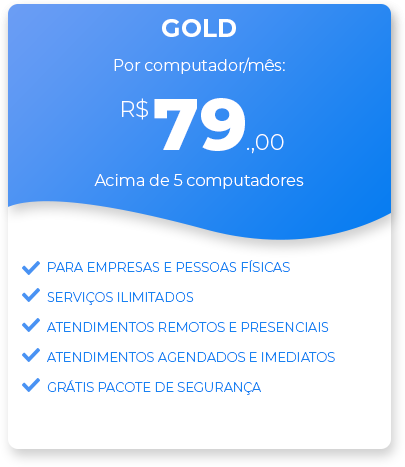 GOLD
Por computador/mês:
R$79.,00
Acima de 5 computadores
PARA EMPRESAS E PESSOAS FÍSICAS
SERVIÇOS ILIMITADOS
ATENDIMENTOS REMOTOS E PRESENCIAIS
ATENDIMENTOS AGENDADOS E IMEDIATOS
GRÁTIS PACOTE DE SEGURANÇA